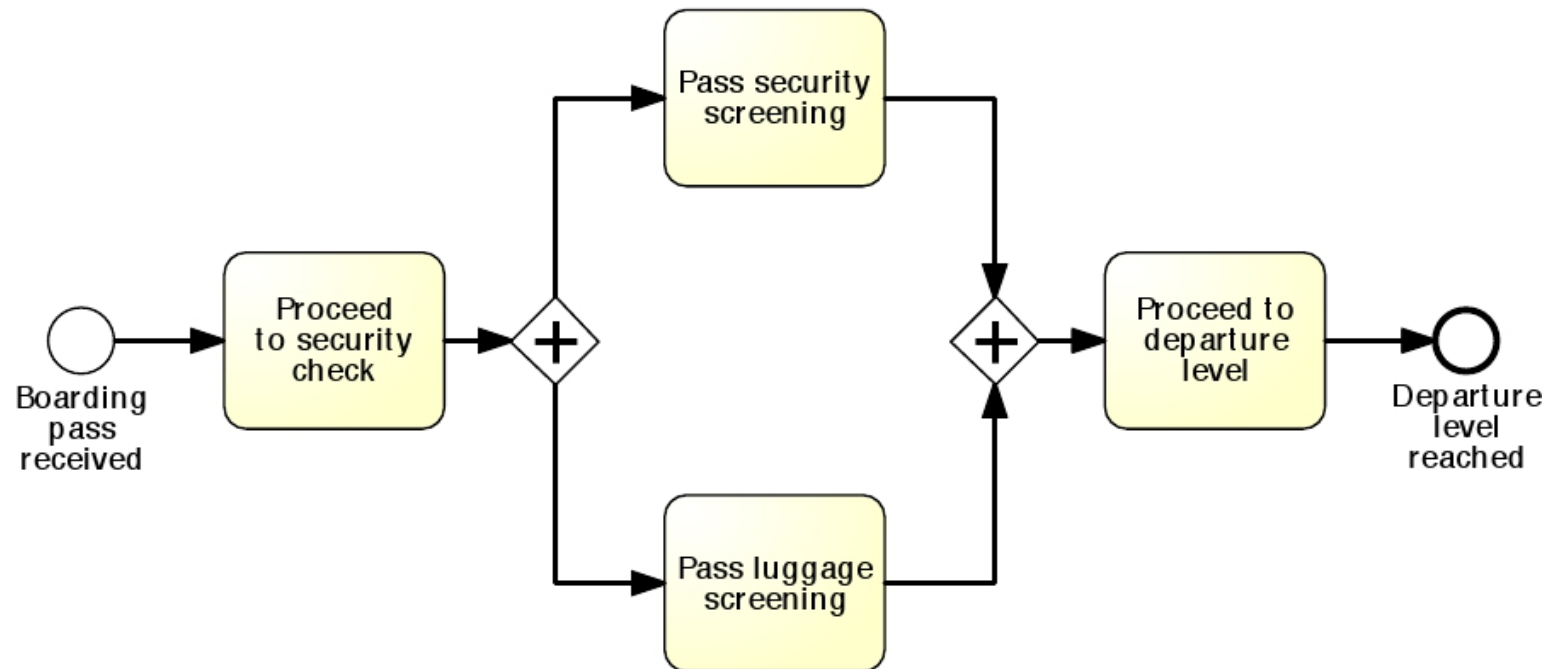 Boarding
pass
received
Proceed
to security
check
Pass security
screening
Pass luggage
screening
Proceed to
departure
level
Departure
level
reached